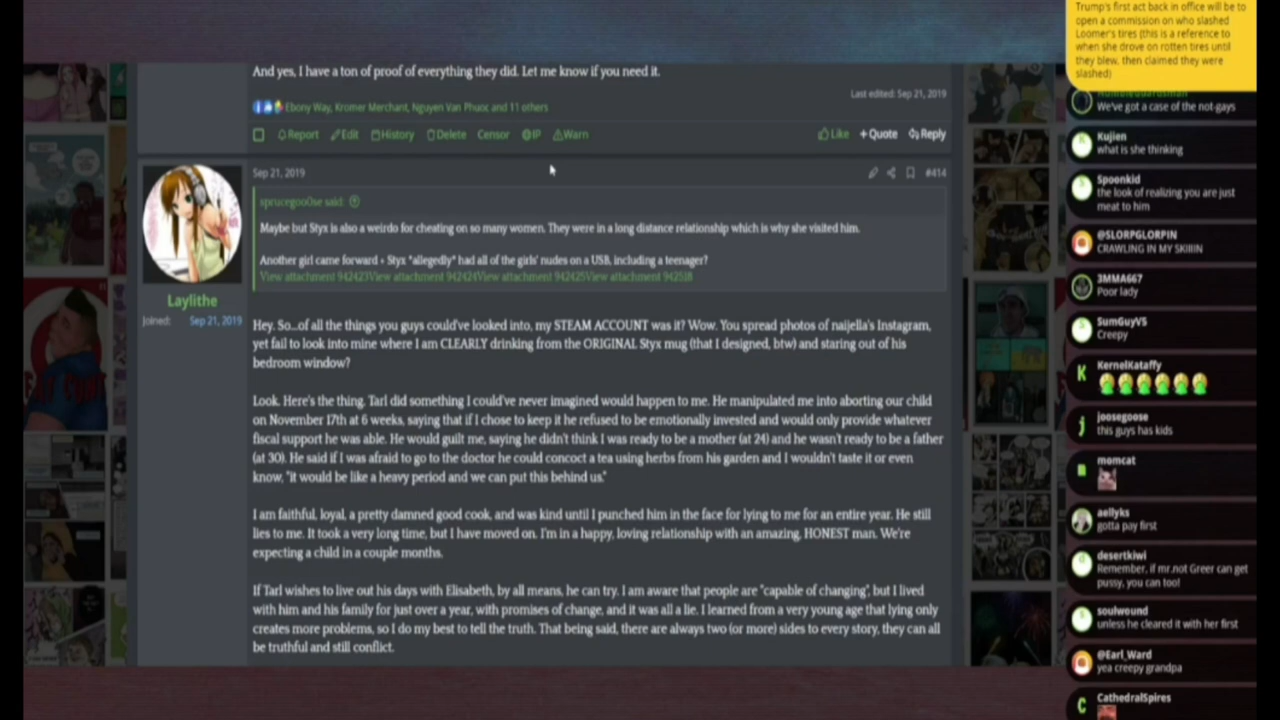 Trump's first act back in office will be to
open a commission on who slashed
Loomer's tires (this is a reference to
when she drove on rotten tires until
they blew, then claimed they were
slashed)
And yes, I have a ton of proof of everything they did. Let me know if you need it.
Last edited: Sep 21, 2019
Ebony Way, Kromer Merchant, Nguyen Van Phuoc and 11 others
Report Edit History Delete Censor IP Warn
Like +Quote Reply
Sep 21, 2019
#414
Laylithe
Joined: Sep 21, 2019
sprucegoo0se said:
Maybe but Styx is also a weirdo for cheating on so many women. They were in a long distance relationship which is why she visited him.
Another girl came forward + Styx *allegedly* had all of the girls' nudes on a USB, including a teenager?
View attachment 942423View attachment 942424View attachment 942425View attachment 942518
Hey. So...of all the things you guys could've looked into, my STEAM ACCOUNT was it? Wow. You spread photos of naijella's Instagram,
yet fail to look into mine where I am CLEARLY drinking from the ORIGINAL Styx mug (that I designed, btw) and staring out of his
bedroom window?
Look. Here's the thing. Tarl did something I could've never imagined would happen to me. He manipulated me into aborting our child
on November 17th at 6 weeks, saying that if I chose to keep it he refused to be emotionally invested and would only provide whatever
fiscal support he was able. He would guilt me, saying he didn't think I was ready to be a mother (at 24) and he wasn't ready to be a father
(at 30). He said if I was afraid to go to the doctor he could concoct a tea using herbs from his garden and I wouldn't taste it or even
know, "it would be like a heavy period and we can put this behind us."
I am faithful, loyal, a pretty damned good cook, and was kind until I punched him in the face for lying to me for an entire year. He still
lies to me. It took a very long time, but I have moved on. I'm in a happy, loving relationship with an amazing, HONEST man. We're
expecting a child in a couple months.
If Tarl wishes to live out his days with Elisabeth, by all means, he can try. I am aware that people are "capable of changing", but I lived
with him and his family for just over a year, with promises of change, and it was all a lie. I learned from a very young age that lying only
creates more problems, so I do my best to tell the truth. That being said, there are always two (or more) sides to every story, they can all
be truthful and still conflict.
We've got a case of the not-gays
Kujien
what is she thinking
Spoonkid
the look of realizing you are just
meat to him
@SLORPGLORPIN
CRAWLING IN MY SKIIIIN
3MMA667
Poor lady
SumGuyVS
Creepy
K
KernelKataffy
j
joosegoose
this guys has kids
m
momcat
aellyks
gotta pay first
desertkiwi
Remember, if mr.not Greer can get
pussy, you can too!
soulwound
unless he cleared it with her first
@Earl_Ward
yea creepy grandpa
C
CathedralSpires